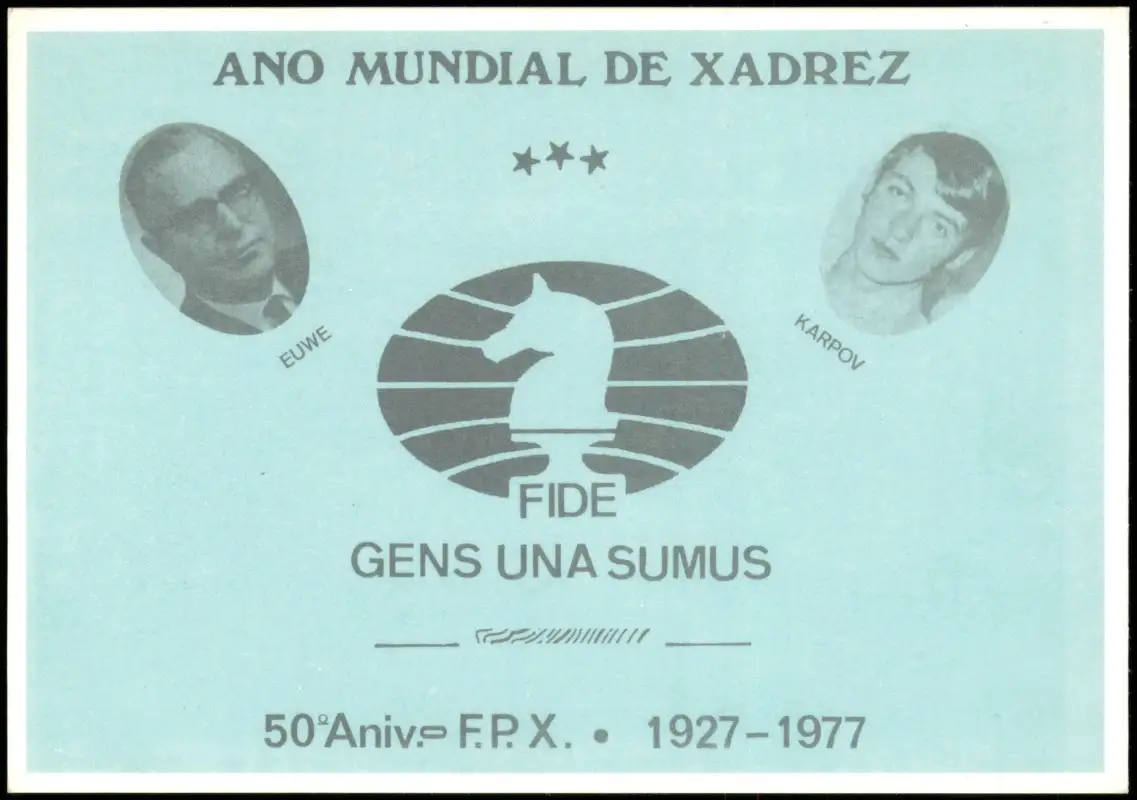 ANO MUNDIAL DE XADREZ
EUWE
KARPOV
FIDE
GENS UNA SUMUS
50º Aniv.º F.P.X. • 1927-1977